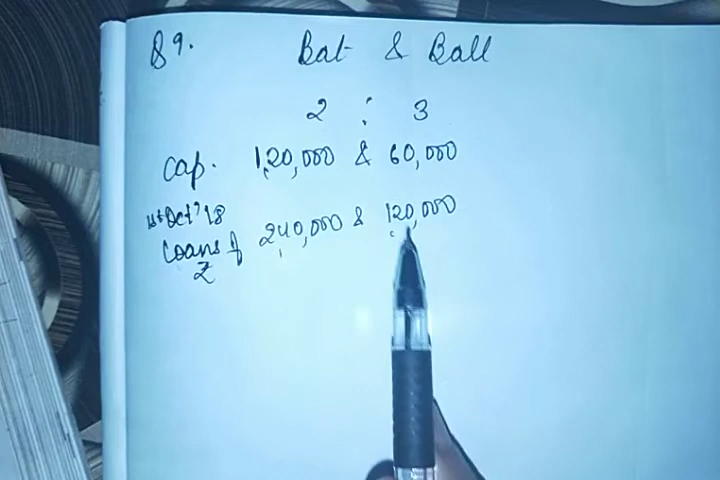 Q9. Bat & Ball
2 : 3
Cap. 1,20,000 & 60,000
1st Oct' 18
Loans of 240,000 & 120,000
₹